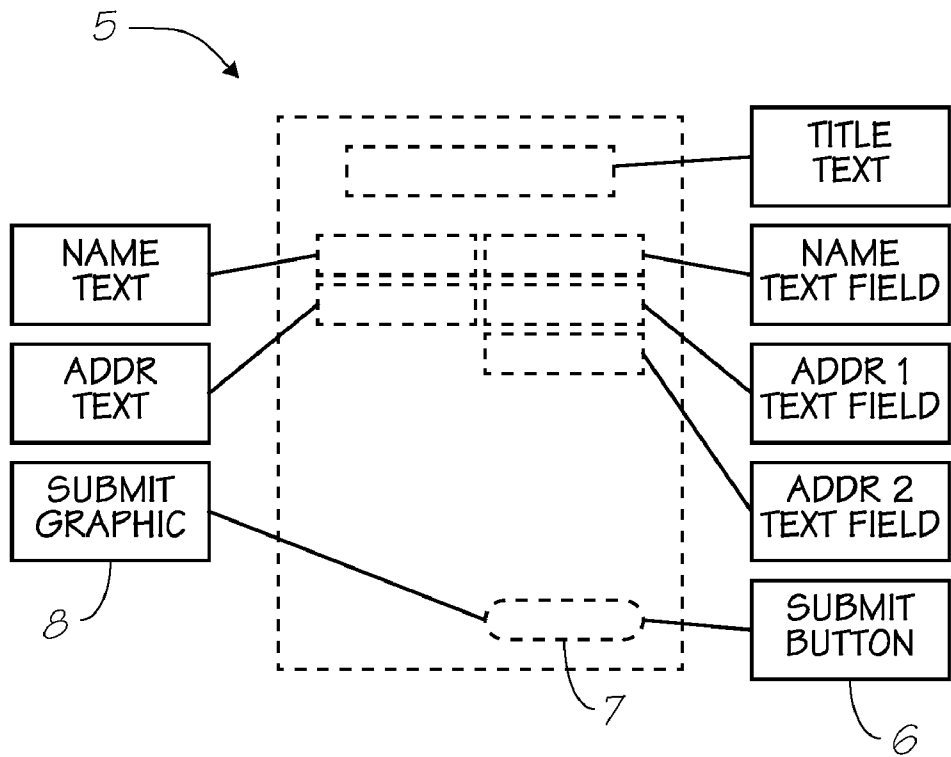 5
TITLE
TEXT
NAME
TEXT
NAME
TEXT FIELD
ADDR
TEXT
ADDR 1
TEXT FIELD
SUBMIT
GRAPHIC
ADDR 2
TEXT FIELD
8
SUBMIT
BUTTON
7
6